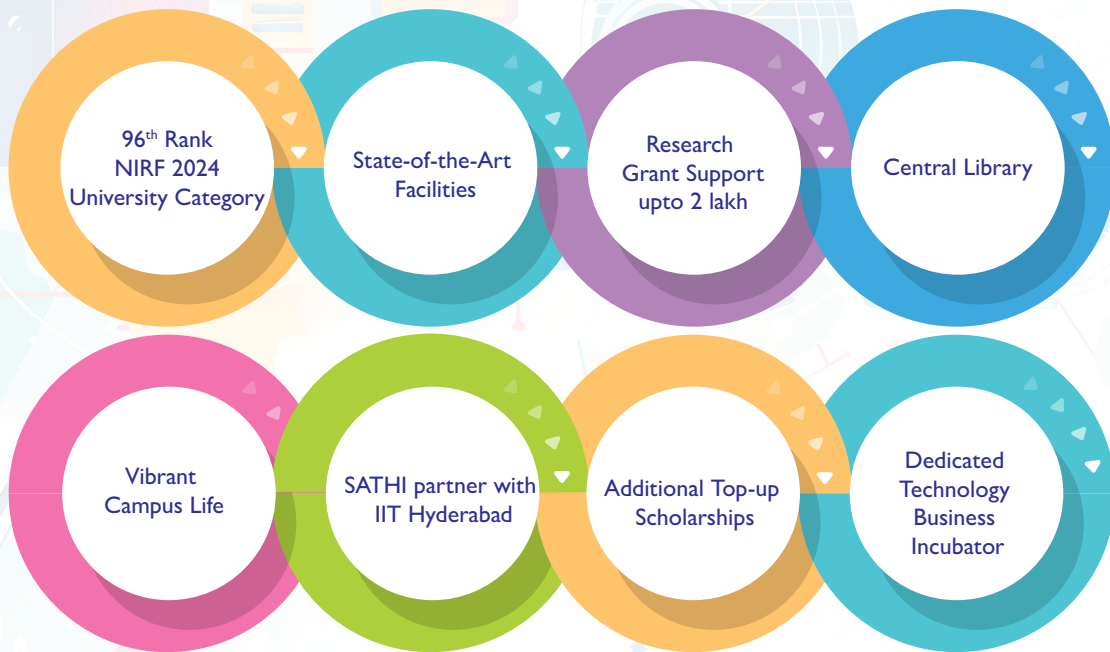 96th Rank
NIRF 2024
University Category
State-of-the-Art
Facilities
Research
Grant Support
upto 2 lakh
Central Library
Vibrant
Campus Life
SATHI partner with
IIT Hyderabad
Additional Top-up
Scholarships
Dedicated
Technology
Business
Incubator